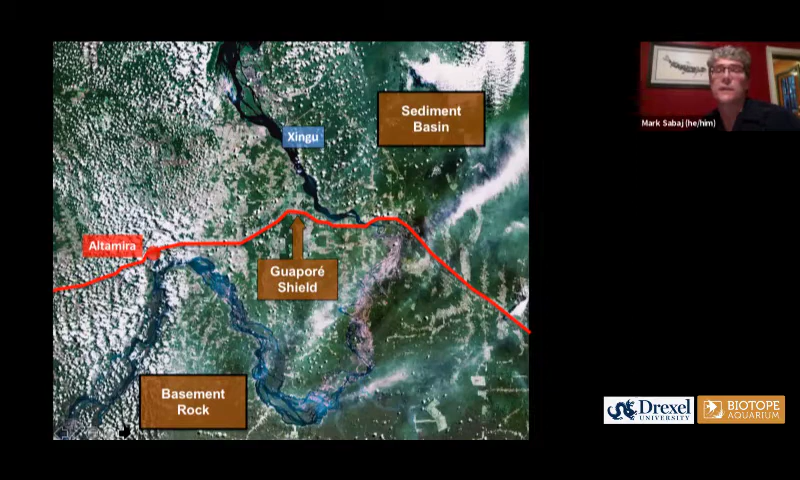 Sediment
Basin
Xingu
Mark Sabaj (he/him)
Altamira
Guaporé
Shield
Basement
Rock
Drexel
UNIVERSITY
BIOTOPE
AQUARIUM